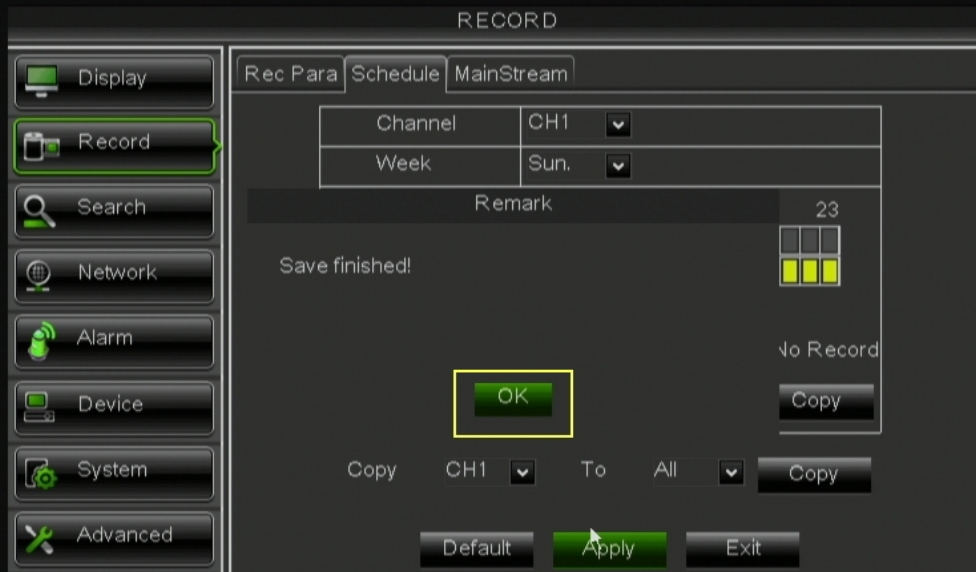 RECORD
Display
Record
Search
Network
Alarm
Device
System
Advanced
Rec Para Schedule MainStream
Channel CH1
Week Sun.
Remark
23
Save finished!
No Record
OK
Copy
Copy CH1 To All Copy
Default Apply Exit